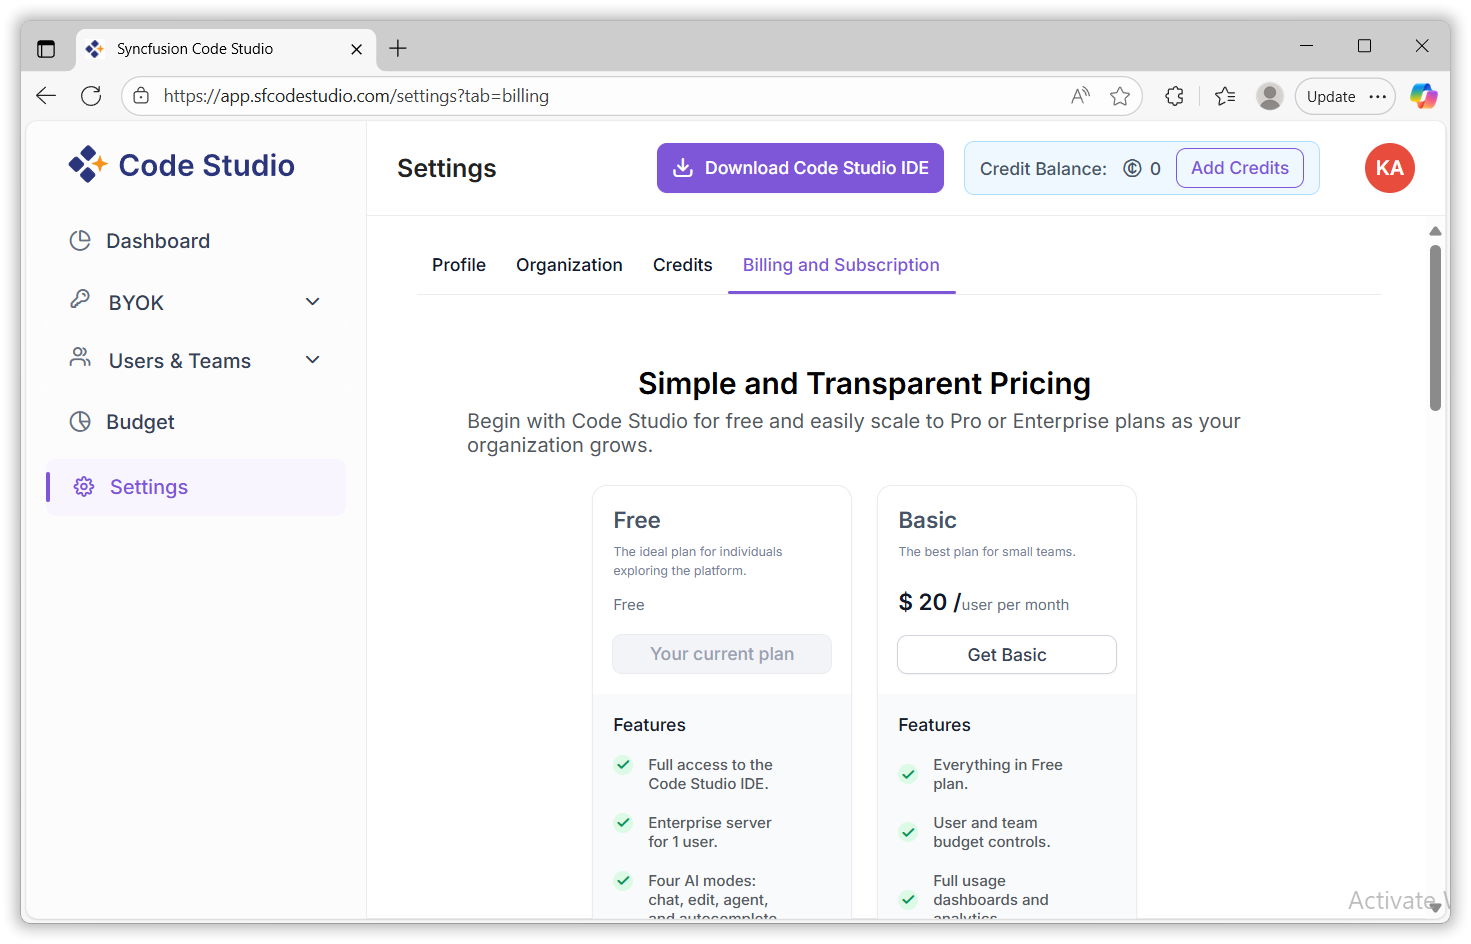 Syncfusion Code Studio
https://app.sfcodestudio.com/settings?tab=billing
Update
Code Studio
Settings
Download Code Studio IDE
Credit Balance: 0
Add Credits
KA
Dashboard
BYOK
Users & Teams
Budget
Settings
Profile
Organization
Credits
Billing and Subscription
Simple and Transparent Pricing
Begin with Code Studio for free and easily scale to Pro or Enterprise plans as your
organization grows.
Free
The ideal plan for individuals
exploring the platform.
Free
Your current plan
Features
Full access to the
Code Studio IDE.
Enterprise server
for 1 user.
Four AI modes:
chat, edit, agent,
and autocomplete
Basic
The best plan for small teams.
$ 20 /user per month
Get Basic
Features
Everything in Free
plan.
User and team
budget controls.
Full usage
dashboards and
analytics.
Activate